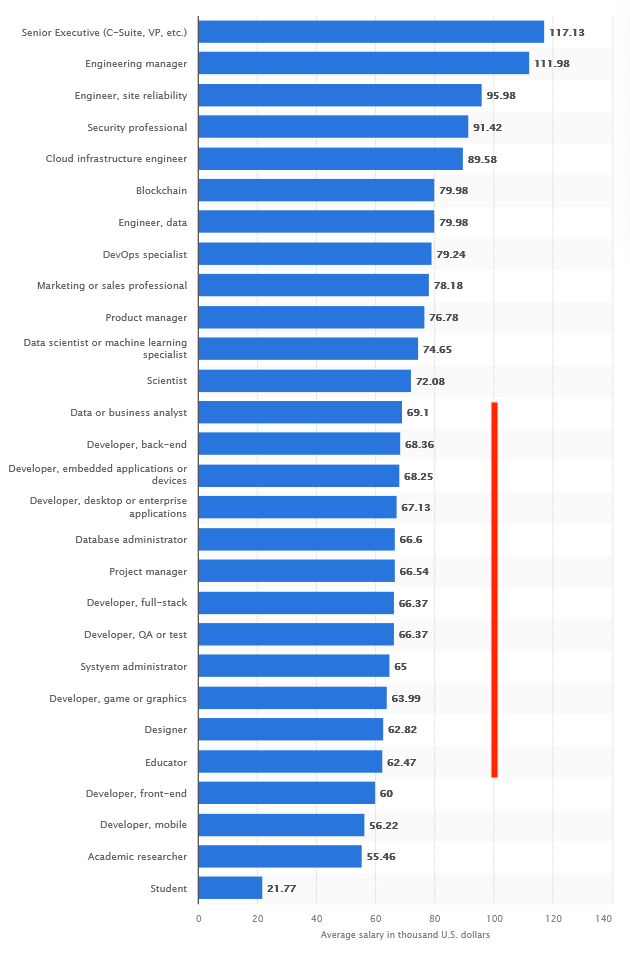 Senior Executive (C-Suite, VP, etc.) 117.13
Engineering manager 111.98
Engineer, site reliability 95.98
Security professional 91.42
Cloud infrastructure engineer 89.58
Blockchain 79.98
Engineer, data 79.98
DevOps specialist 79.24
Marketing or sales professional 78.18
Product manager 76.78
Data scientist or machine learning
specialist 74.65
Scientist 72.08
Data or business analyst 69.1
Developer, back-end 68.36
Developer, embedded applications or
devices 68.25
Developer, desktop or enterprise
applications 67.13
Database administrator 66.6
Project manager 66.54
Developer, full-stack 66.37
Developer, QA or test 66.37
Systyem administrator 65
Developer, game or graphics 63.99
Designer 62.82
Educator 62.47
Developer, front-end 60
Developer, mobile 56.22
Academic researcher 55.46
Student 21.77
0 20 40 60 80 100 120 140
Average salary in thousand U.S. dollars